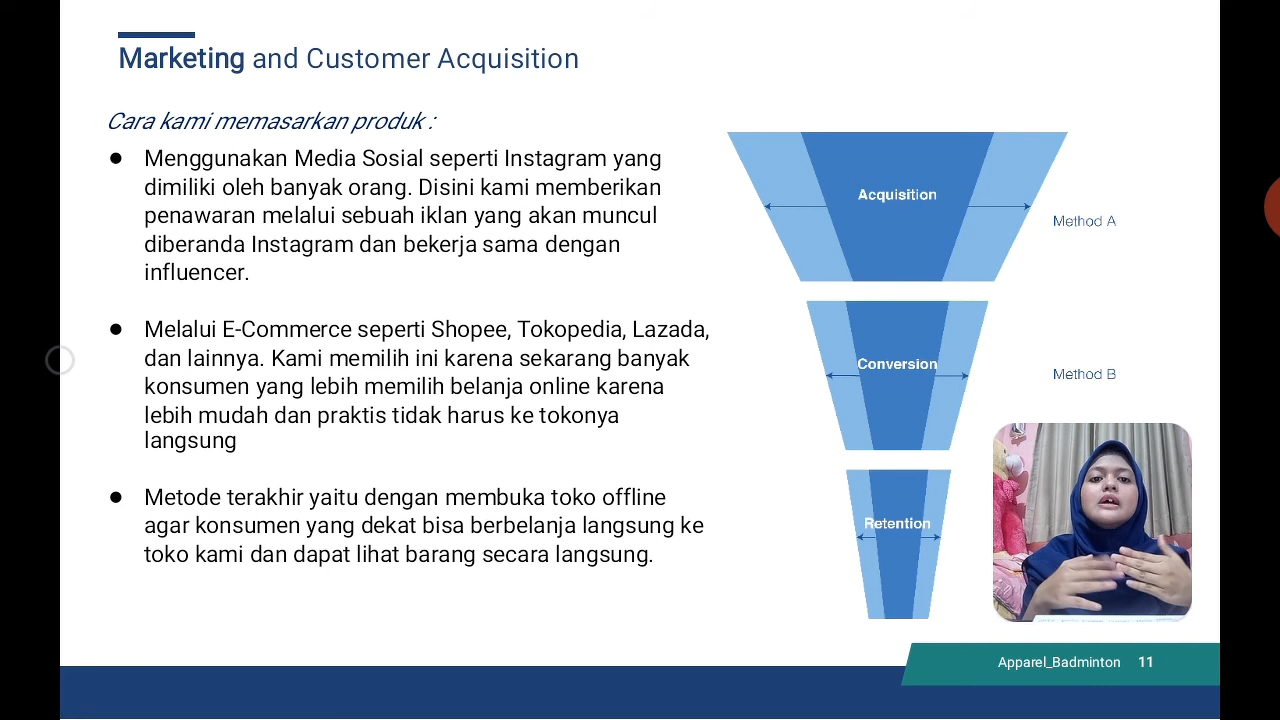 Marketing and Customer Acquisition
Cara kami memasarkan produk :
● Menggunakan Media Sosial seperti Instagram yang
dimiliki oleh banyak orang. Disini kami memberikan
penawaran melalui sebuah iklan yang akan muncul
diberanda Instagram dan bekerja sama dengan
influencer.
● Melalui E-Commerce seperti Shopee, Tokopedia, Lazada,
dan lainnya. Kami memilih ini karena sekarang banyak
konsumen yang lebih memilih belanja online karena
lebih mudah dan praktis tidak harus ke tokonya
langsung
● Metode terakhir yaitu dengan membuka toko offline
agar konsumen yang dekat bisa berbelanja langsung ke
toko kami dan dapat lihat barang secara langsung.
Acquisition
Method A
Conversion
Method B
Retention
Apparel_Badminton 11